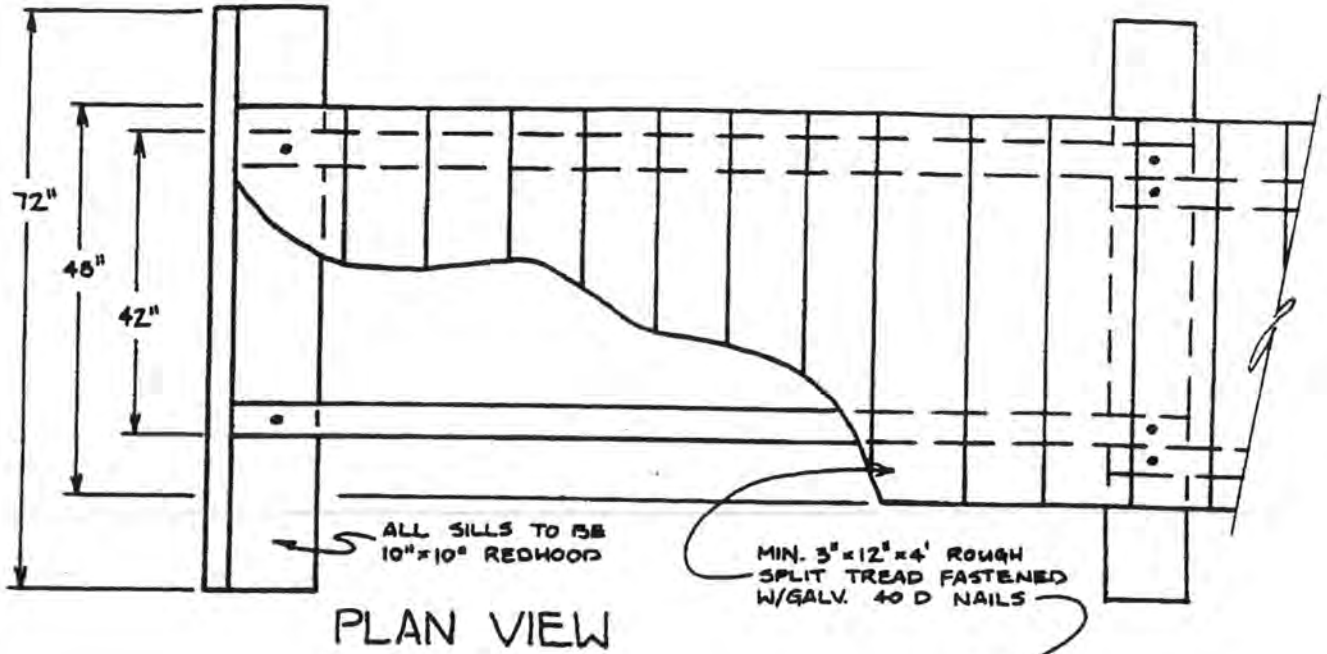 72"
48"
42"
ALL SILLS TO BE
10"x10" REDHOOD
MIN. 3"x12"x4' ROUGH
SPLIT TREAD FASTENED
W/GALV. 40 D NAILS
PLAN VIEW